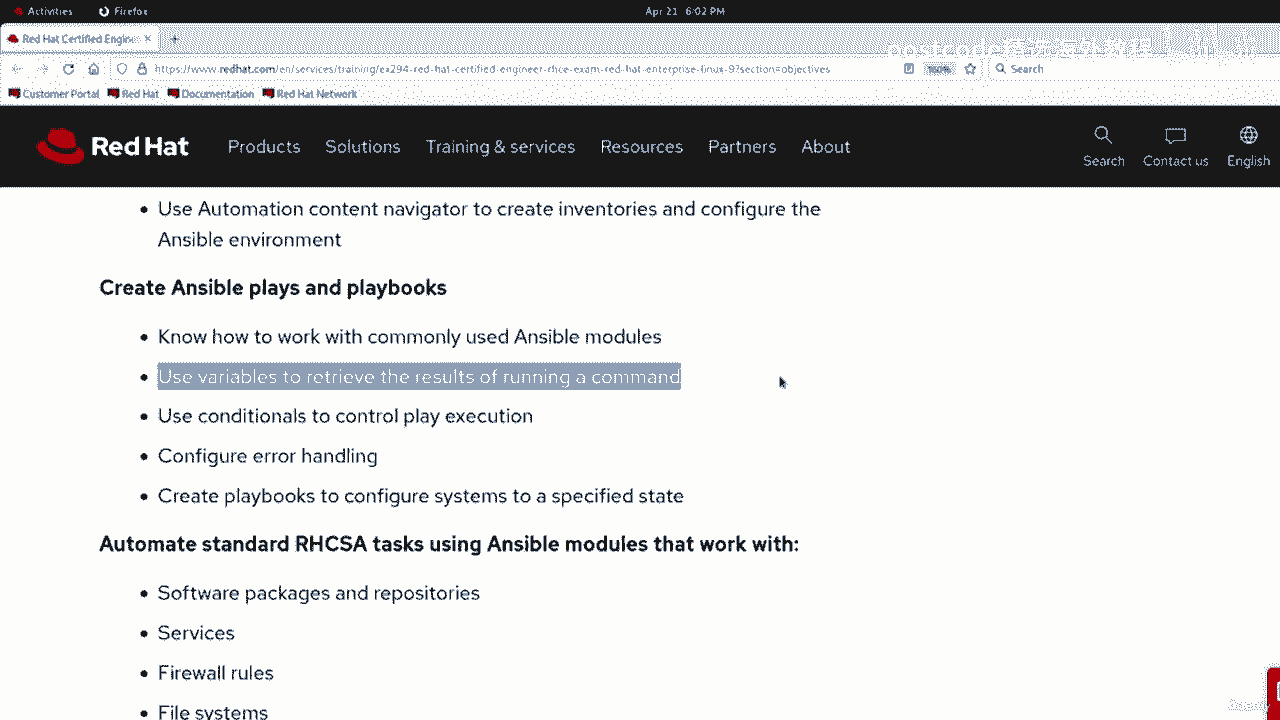 Activities Firefox Apr 21 6:02 PM
Red Hat Certified Engine
https://www.redhat.com/en/services/training/ex294-red-hat-certified-engineer-rhce-exam-red-hat-enterprise-linux-9?section=objectives Search
Customer Portal Red Hat Documentation Red Hat Network
Red Hat Products Solutions Training & services Resources Partners About Search Contact us English
• Use Automation content navigator to create inventories and configure the
Ansible environment
Create Ansible plays and playbooks
• Know how to work with commonly used Ansible modules
• Use variables to retrieve the results of running a command
• Use conditionals to control play execution
• Configure error handling
• Create playbooks to configure systems to a specified state
Automate standard RHCSA tasks using Ansible modules that work with:
• Software packages and repositories
• Services
• Firewall rules
• File systems